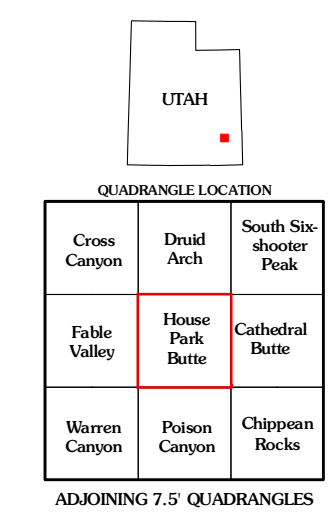 UTAH
QUADRANGLE LOCATION
Cross
Canyon
Druid
Arch
South Six-
shooter
Peak
Fable
Valley
House
Park
Butte
Cathedral
Butte
Warren
Canyon
Poison
Canyon
Chippean
Rocks
ADJOINING 7.5' QUADRANGLES